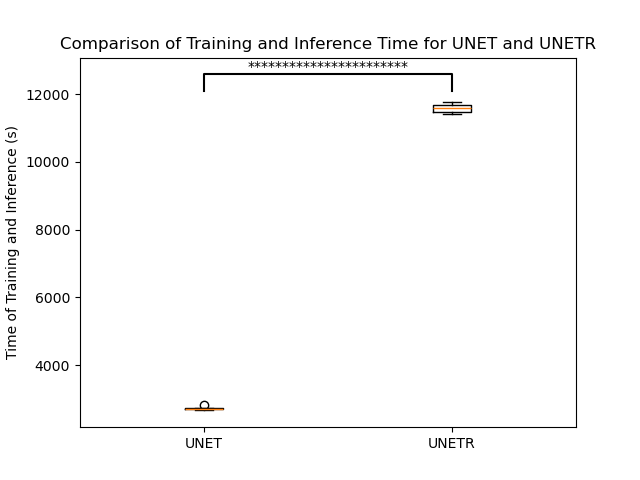 Comparison of Training and Inference Time for UNET and UNETR
***********************
12000
10000
8000
6000
4000
Time of Training and Inference (s)
UNET
UNETR